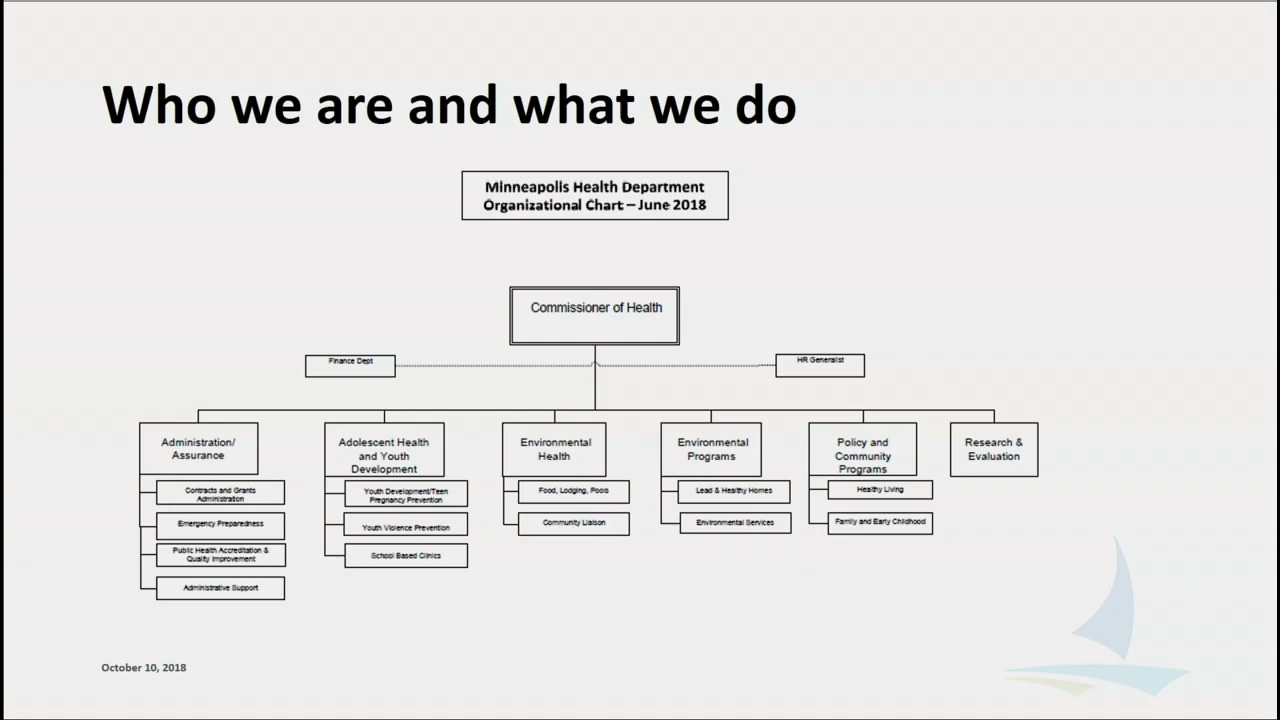 Who we are and what we do
Minneapolis Health Department
Organizational Chart – June 2018
Commissioner of Health
Finance Dept
HR Generalist
Administration/
Assurance
Contracts and Grants
Administration
Emergency Preparedness
Public Health Accreditation &
Quality Improvement
Administrative Support
Adolescent Health
and Youth
Development
Youth Development/Teen
Pregnancy Prevention
Youth Violence Prevention
School Based Clinics
Environmental
Health
Food, Lodging, Pools
Community Liaison
Environmental
Programs
Lead & Healthy Homes
Environmental Services
Policy and
Community
Programs
Healthy Living
Family and Early Childhood
Research &
Evaluation
October 10, 2018